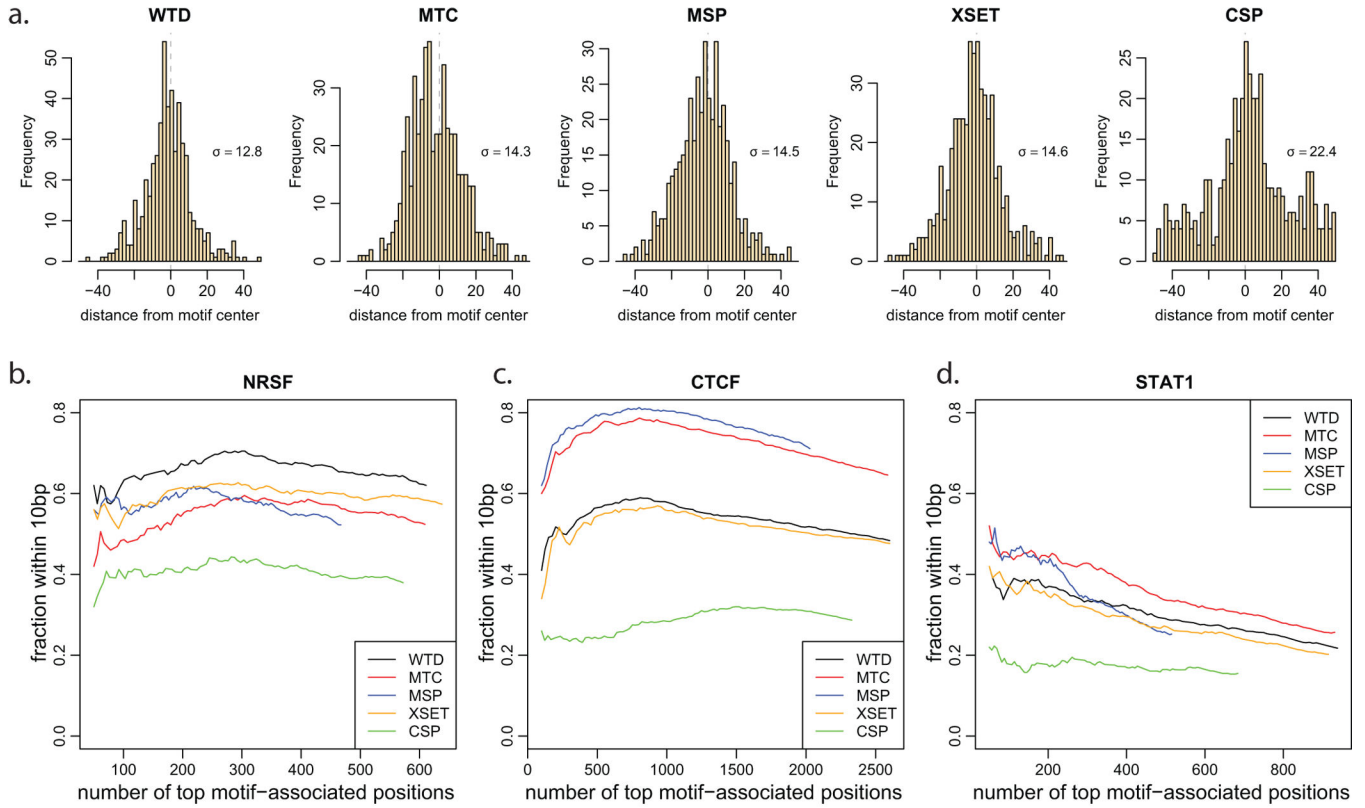 a.
WTD
MTC
MSP
XSET
CSP
Frequency
0 10 20 30 40 50
σ = 12.8
−40 0 20 40
distance from motif center
Frequency
0 10 20 30
σ = 14.3
−40 0 20 40
distance from motif center
Frequency
0 5 10 15 20 25 30
σ = 14.5
−40 0 20 40
distance from motif center
Frequency
0 10 20 30
σ = 14.6
−40 0 20 40
distance from motif center
Frequency
0 5 10 15 20 25
σ = 22.4
−40 0 20 40
distance from motif center
b.
NRSF
fraction within 10bp
0.0 0.2 0.4 0.6 0.8
WTD
MTC
MSP
XSET
CSP
100 200 300 400 500 600
number of top motif−associated positions
c.
CTCF
fraction within 10bp
0.0 0.2 0.4 0.6 0.8
WTD
MTC
MSP
XSET
CSP
0 500 1000 1500 2000 2500
number of top motif−associated positions
d.
STAT1
fraction within 10bp
0.0 0.2 0.4 0.6 0.8
WTD
MTC
MSP
XSET
CSP
200 400 600 800
number of top motif−associated positions